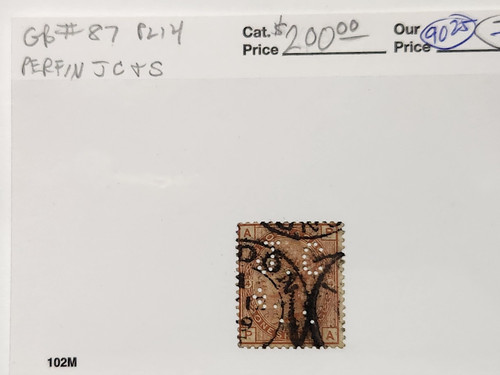 GB# 87 PL14 Cat. Price $200.00 Our Price 90.25
PERFIN JC&S
A
P A
102M